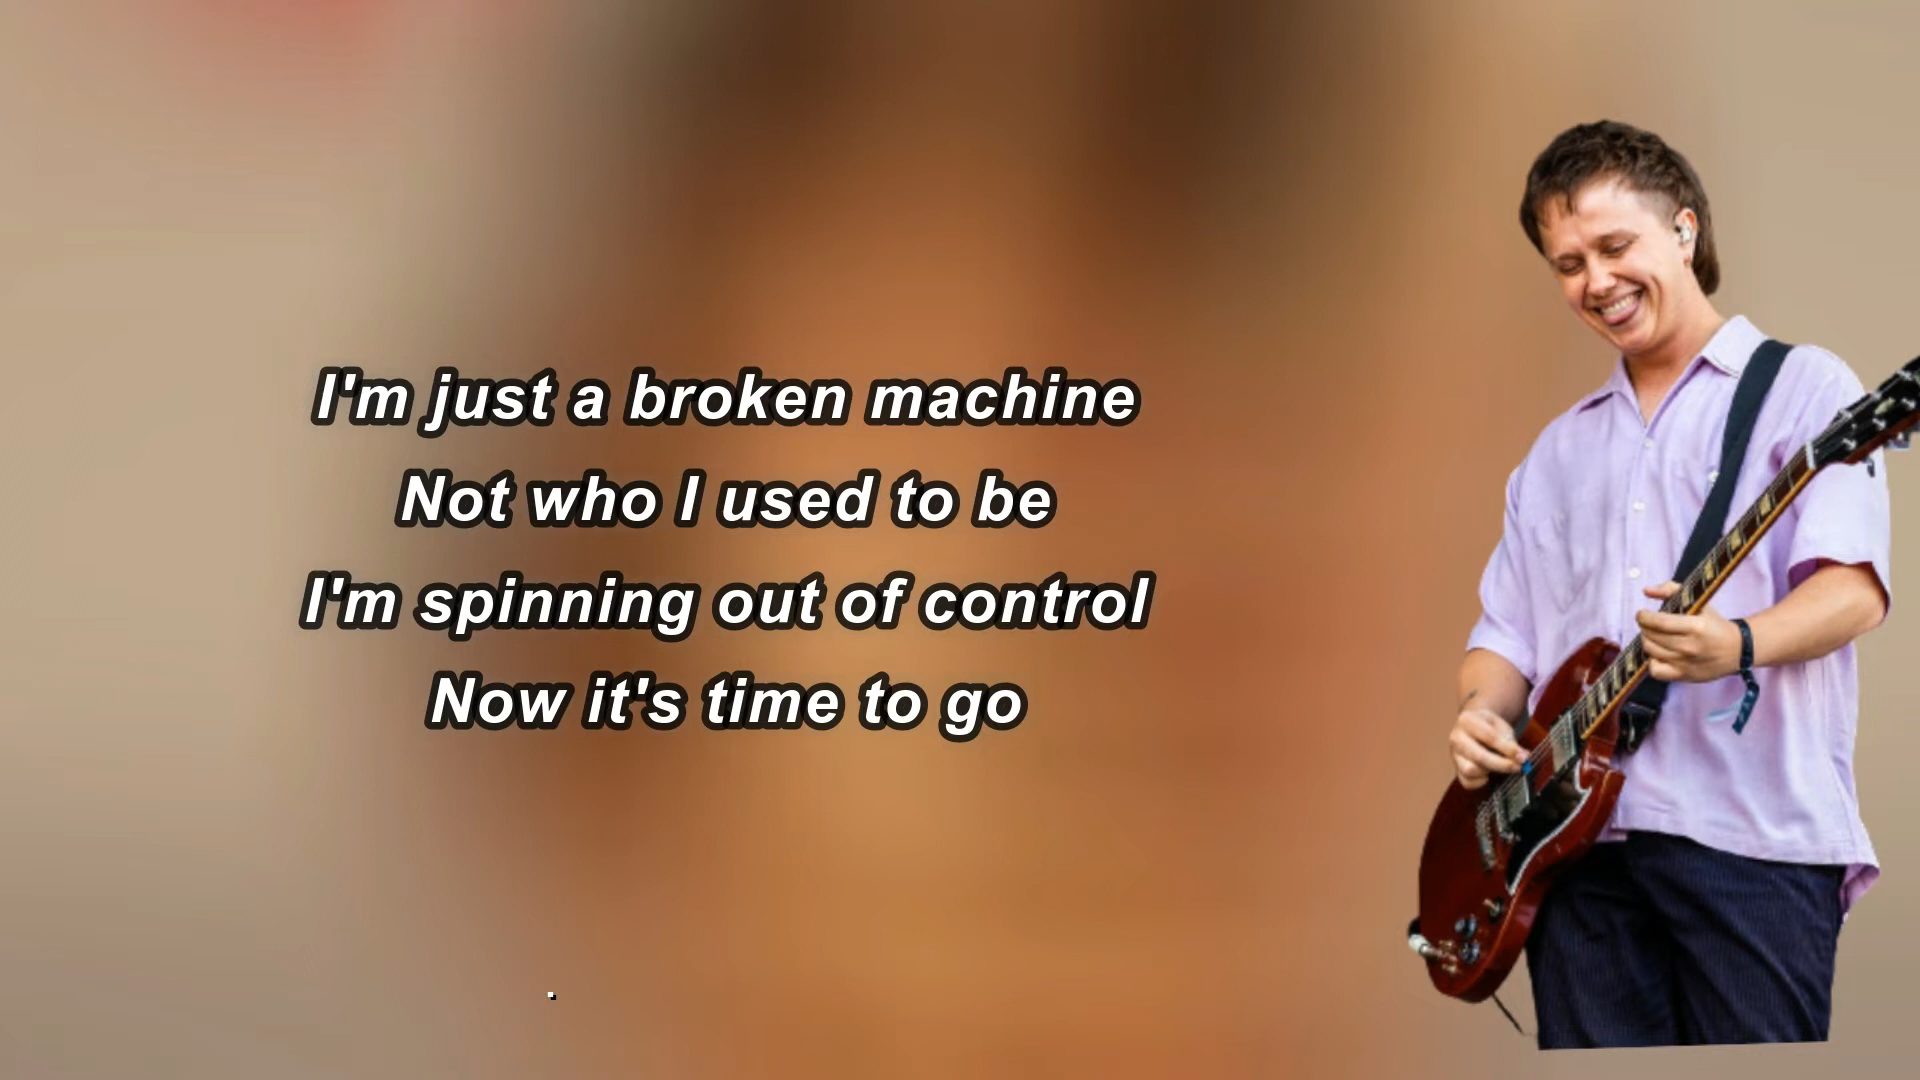 I'm just a broken machine
Not who I used to be
I'm spinning out of control
Now it's time to go